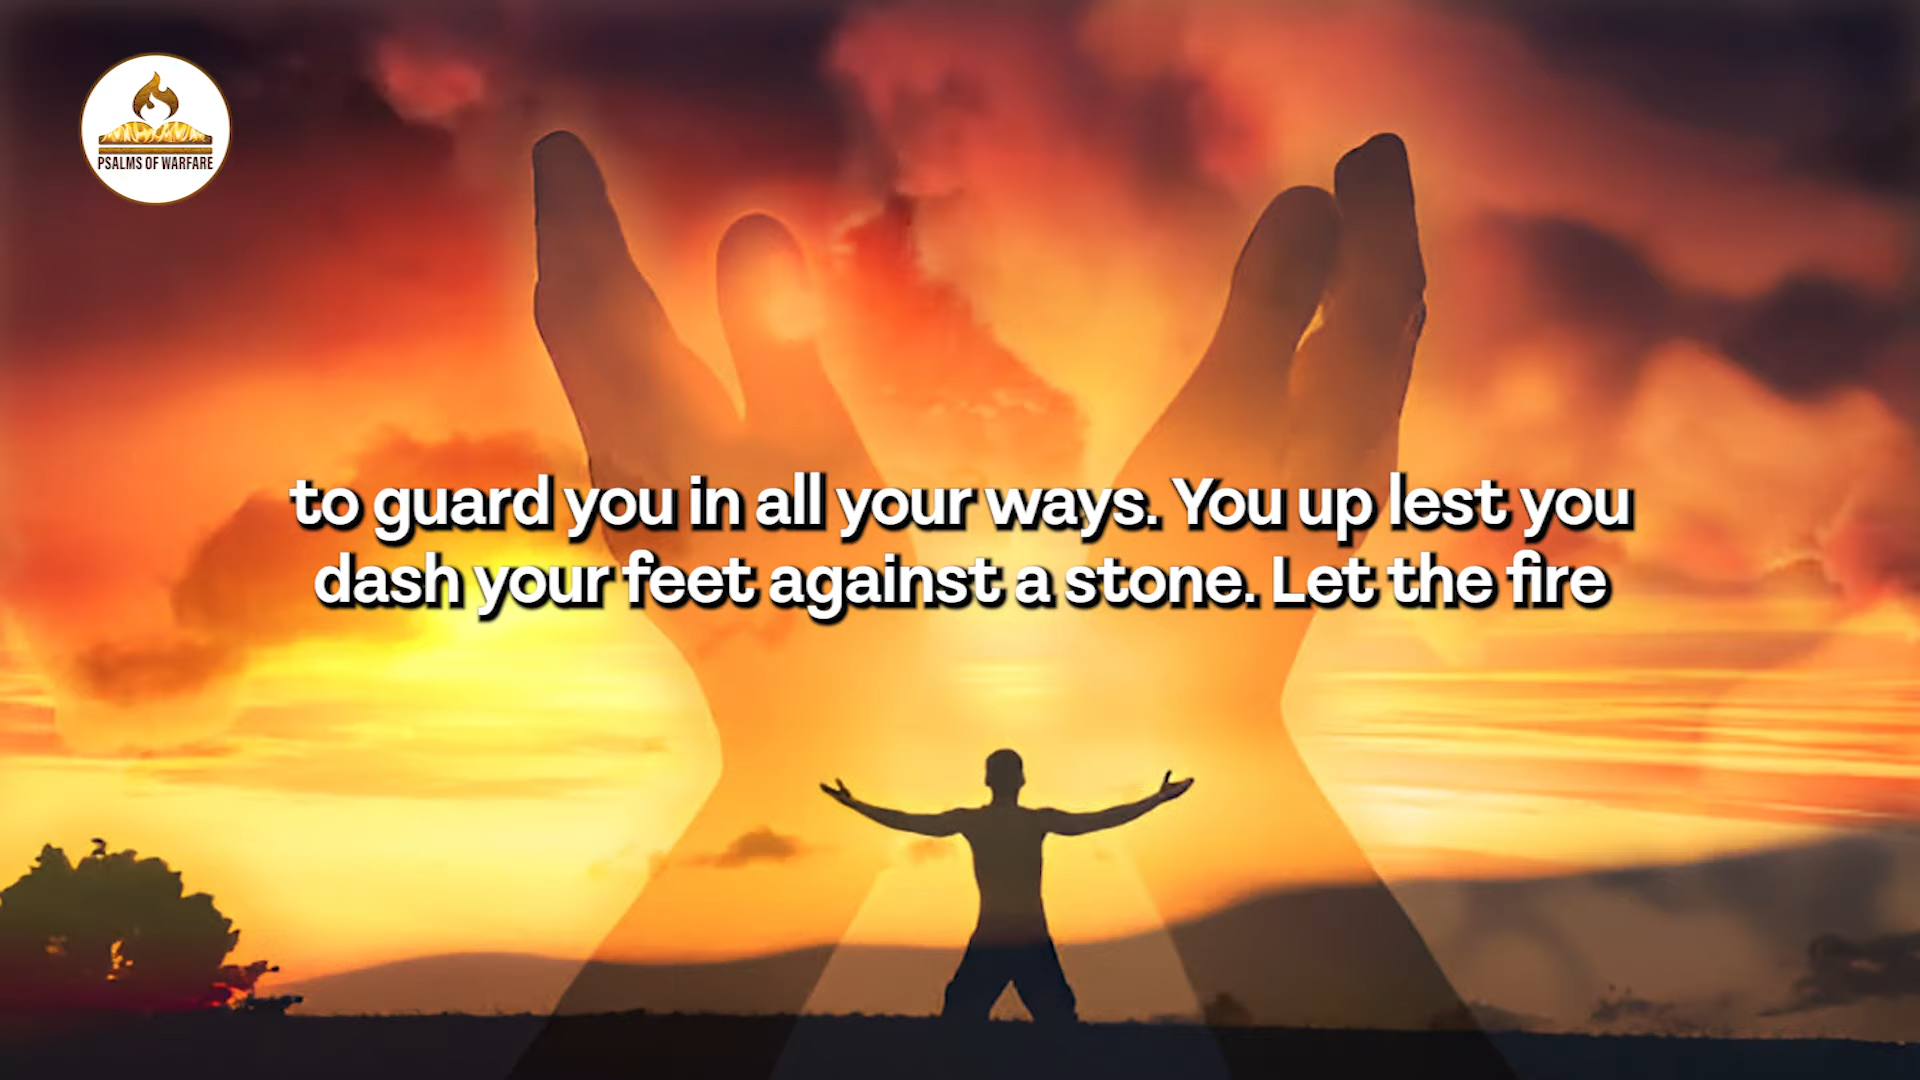 PSALMS OF WARFARE
to guard you in all your ways. You up lest you
dash your feet against a stone. Let the fire